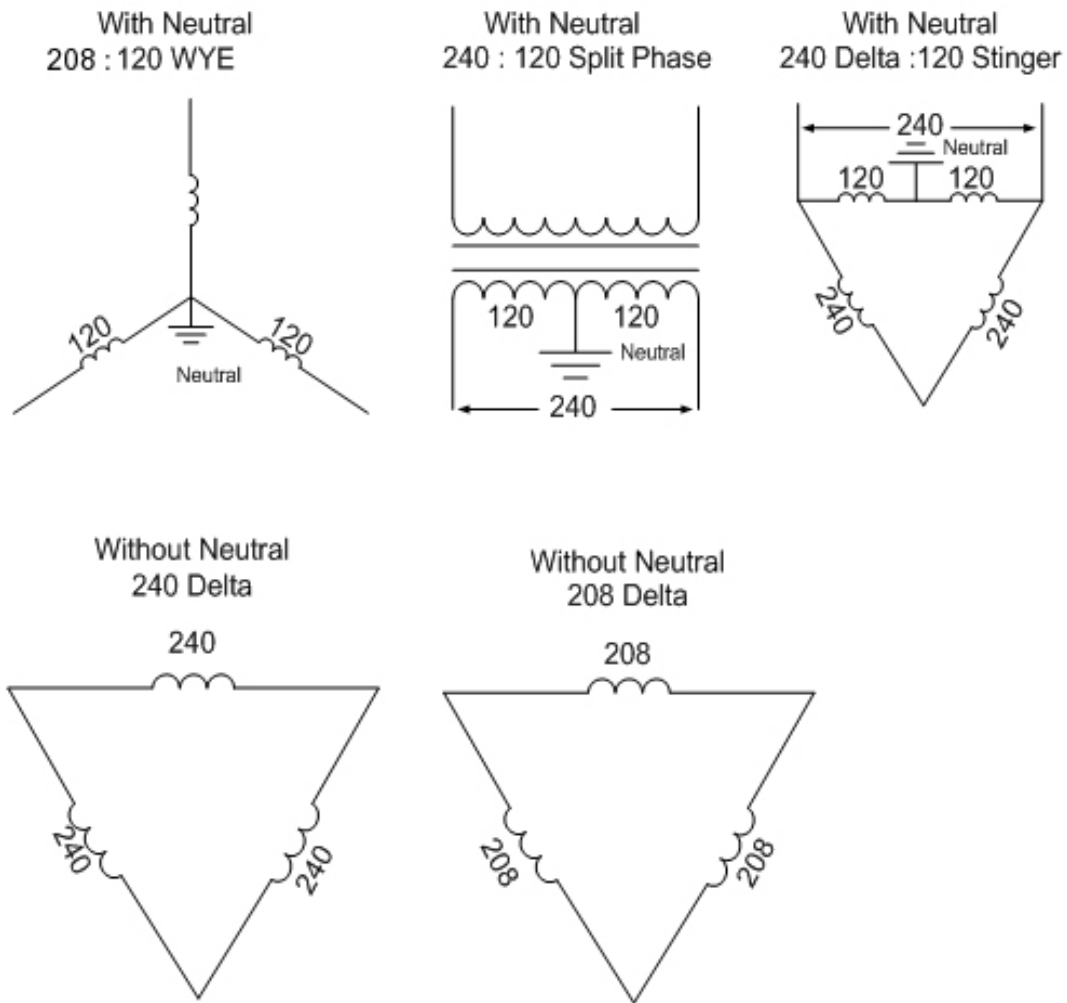 With Neutral
208 : 120 WYE
120
120
Neutral
With Neutral
240 : 120 Split Phase
120
120
Neutral
240
With Neutral
240 Delta :120 Stinger
240
Neutral
120
120
240
240
Without Neutral
240 Delta
240
240
240
Without Neutral
208 Delta
208
208
208